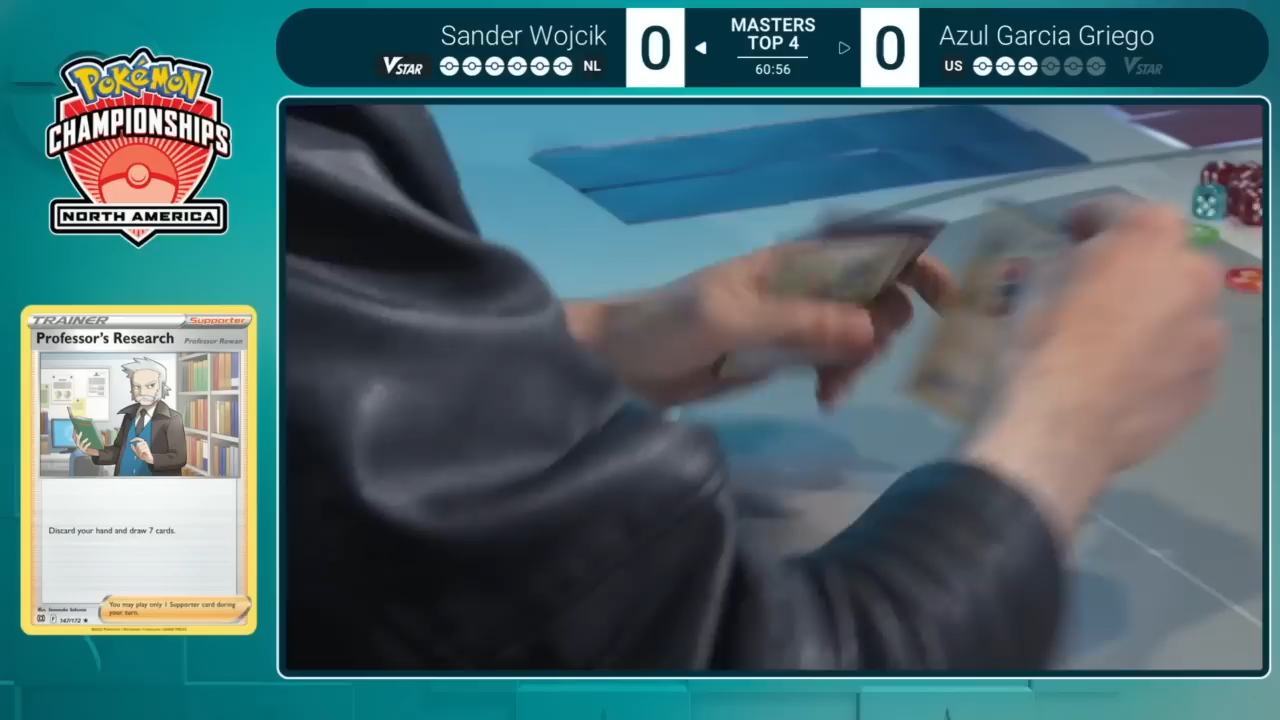 Pokémon
CHAMPIONSHIPS
NORTH AMERICA
Sander Wojcik
VSTAR
NL
0
MASTERS
TOP 4
60:56
0
Azul Garcia Griego
US
VSTAR
TRAINER
Supporter
Professor's Research
Professor Rowan
Discard your hand and draw 7 cards.
You may play only 1 Supporter card during
your turn.
147/172